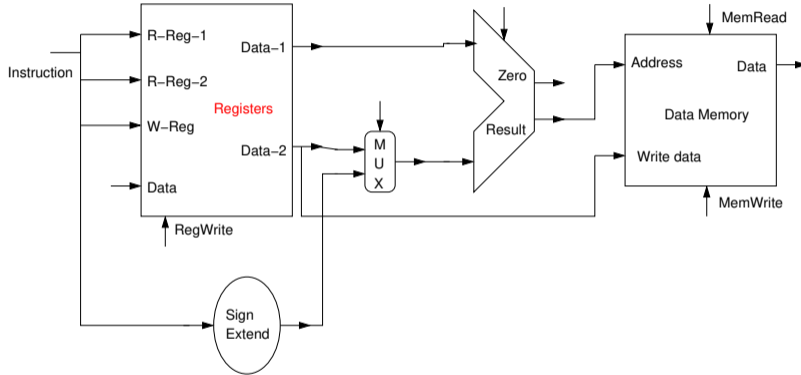 Instruction
R-Reg-1
R-Reg-2
W-Reg
Data
Data-1
Registers
Data-2
RegWrite
Sign
Extend
M
U
X
Zero
Result
MemRead
Address
Data
Data Memory
Write data
MemWrite